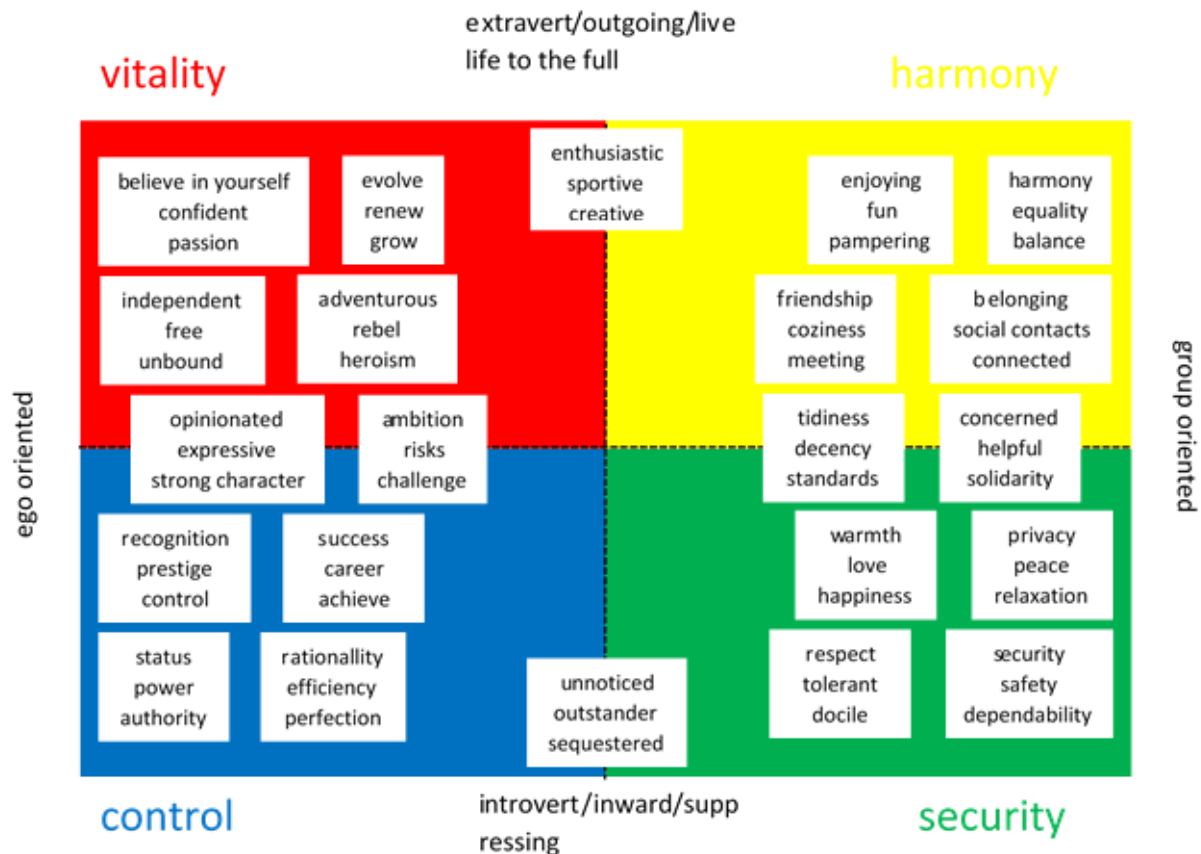 extravert/outgoing/live
life to the full
vitality
harmony
believe in yourself
confident
passion
evolve
renew
grow
enthusiastic
sportive
creative
enjoying
fun
pampering
harmony
equality
balance
independent
free
unbound
adventurous
rebel
heroism
friendship
coziness
meeting
belonging
social contacts
connected
ego oriented
group oriented
opinionated
expressive
strong character
ambition
risks
challenge
tidiness
decency
standards
concerned
helpful
solidarity
recognition
prestige
control
success
career
achieve
warmth
love
happiness
privacy
peace
relaxation
status
power
authority
rationallity
efficiency
perfection
unnoticed
outstander
sequestered
respect
tolerant
docile
security
safety
dependability
control
introvert/inward/supp
ressing
security